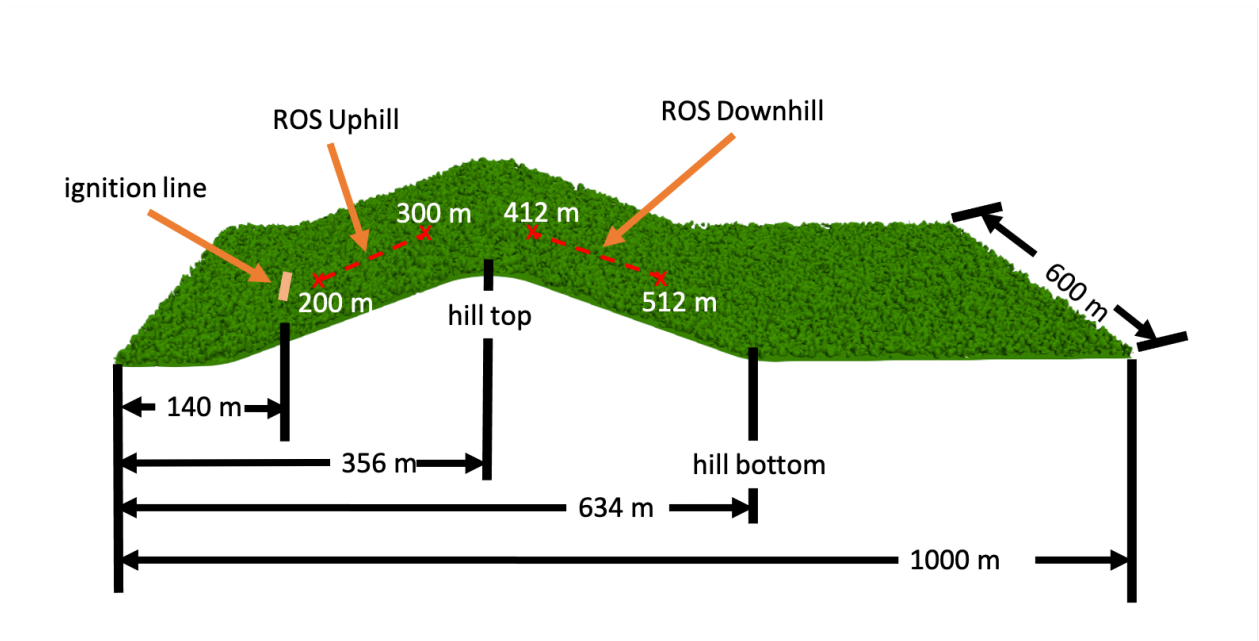 ROS Downhill
ROS Uphill
ignition line
300 m
412 m
200 m
512 m
hill top
600 m
140 m
356 m
hill bottom
634 m
1000 m